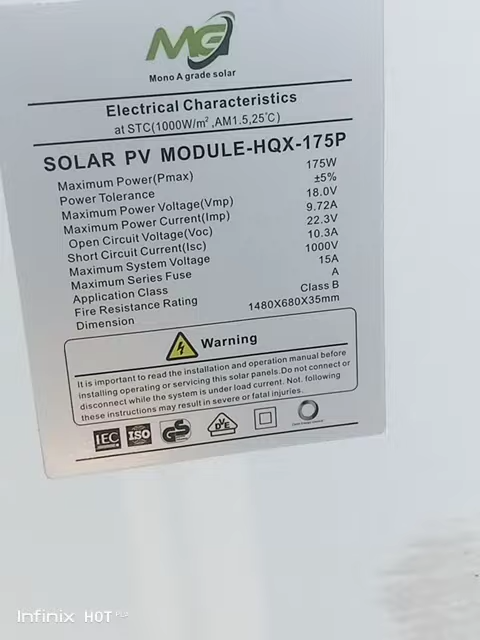 MG
Mono A grade solar
Electrical Characteristics
at STC(1000W/m²,AM1.5,25°C)
SOLAR PV MODULE-HQX-175P
Maximum Power(Pmax) 175W
Power Tolerance ±5%
Maximum Power Voltage(Vmp) 18.0V
Maximum Power Current(Imp) 9.72A
Open Circuit Voltage(Voc) 22.3V
Short Circuit Current(Isc) 10.3A
Maximum System Voltage 1000V
Maximum Series Fuse 15A
Application Class A
Fire Resistance Rating Class B
Dimension 1480X680X35mm
Warning
It is important to read the installation and operation manual before
installing operating or servicing this solar panels.Do not connect or
disconnect while the system is under load current. Not. following
these instructions may result in severe or fatal injuries.
IEC ISO GS DVE
Infinix HOT